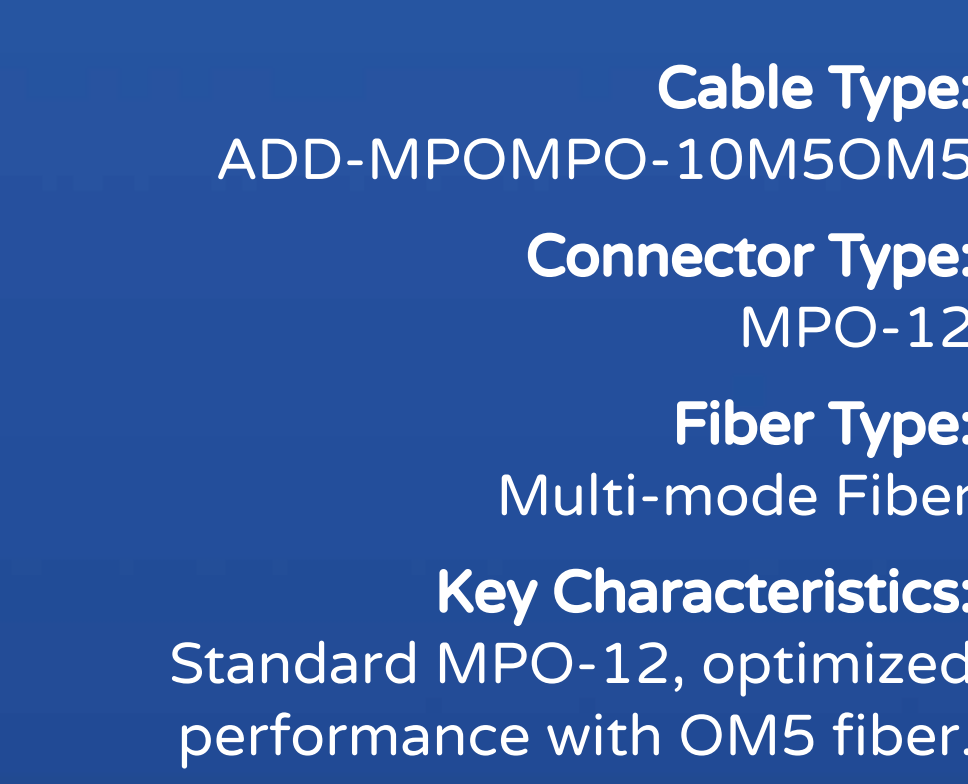 Cable Type:
ADD-MPOMPO-10M5OM5
Connector Type:
MPO-12
Fiber Type:
Multi-mode Fiber
Key Characteristics:
Standard MPO-12, optimized
performance with OM5 fiber.